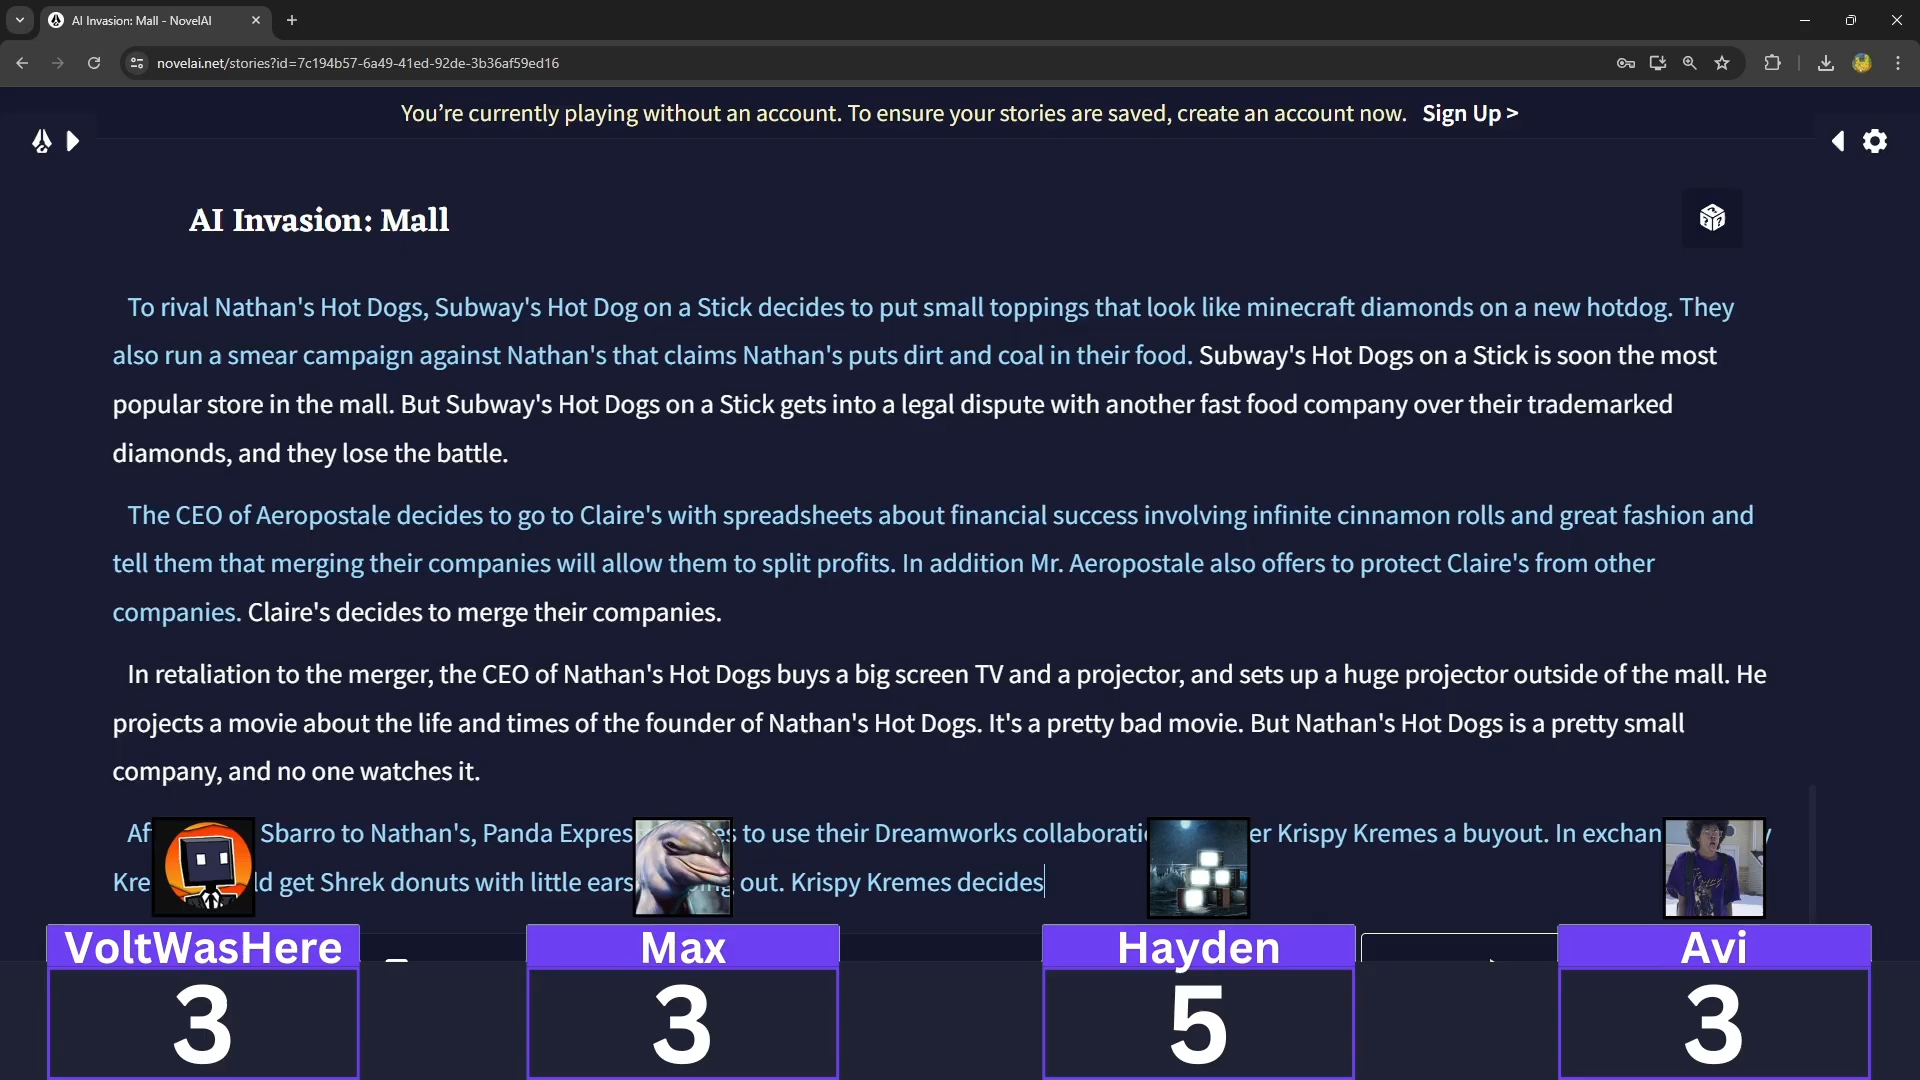 AI Invasion: Mall - NovelAI
novelai.net/stories?id=7c194b57-6a49-41ed-92de-3b36af59ed16
You're currently playing without an account. To ensure your stories are saved, create an account now. Sign Up >
AI Invasion: Mall
To rival Nathan's Hot Dogs, Subway's Hot Dog on a Stick decides to put small toppings that look like minecraft diamonds on a new hotdog. They
also run a smear campaign against Nathan's that claims Nathan's puts dirt and coal in their food. Subway's Hot Dogs on a Stick is soon the most
popular store in the mall. But Subway's Hot Dogs on a Stick gets into a legal dispute with another fast food company over their trademarked
diamonds, and they lose the battle.
The CEO of Aeropostale decides to go to Claire's with spreadsheets about financial success involving infinite cinnamon rolls and great fashion and
tell them that merging their companies will allow them to split profits. In addition Mr. Aeropostale also offers to protect Claire's from other
companies. Claire's decides to merge their companies.
In retaliation to the merger, the CEO of Nathan's Hot Dogs buys a big screen TV and a projector, and sets up a huge projector outside of the mall. He
projects a movie about the life and times of the founder of Nathan's Hot Dogs. It's a pretty bad movie. But Nathan's Hot Dogs is a pretty small
company, and no one watches it.
Sbarro to Nathan's, Panda Expres to use their Dreamworks collaborati Krispy Kremes a buyout. In exchan
Kre get Shrek donuts with little ears out. Krispy Kremes decides
VoltWasHere Max Hayden Avi
3 3 5 3